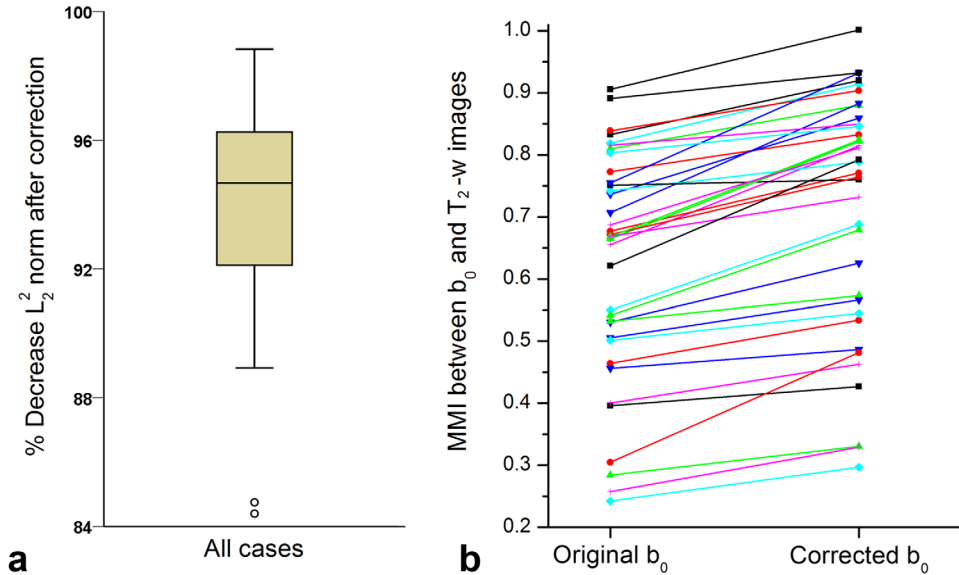 % Decrease L₂² norm after correction
100
96
92
88
84
All cases
a
MMI between b₀ and T₂-w images
1.0
0.9
0.8
0.7
0.6
0.5
0.4
0.3
0.2
Original b₀
Corrected b₀
b